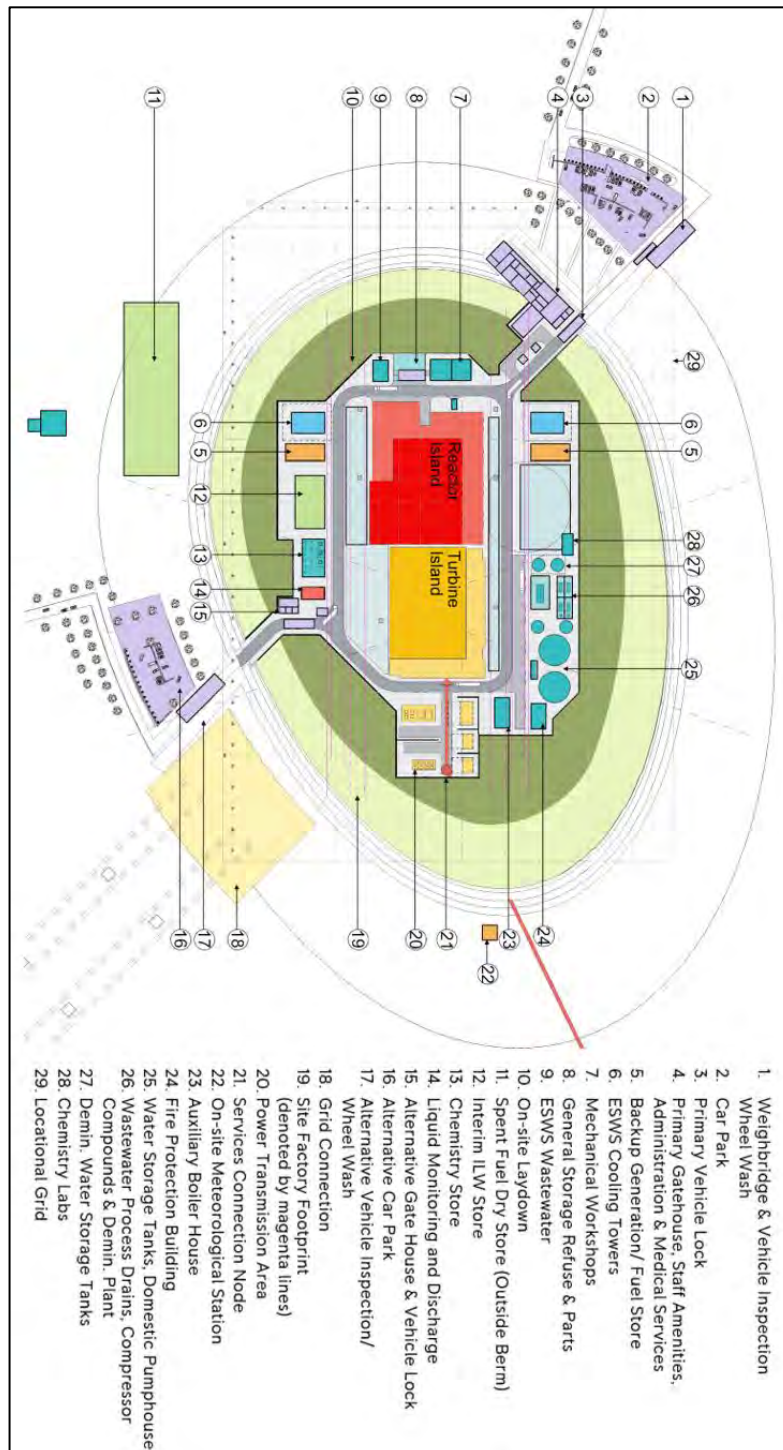 1
2
3
4
7
8
9
10
11
29
6
5
28
27
26
25
Reactor
Island
Turbine
Island
6
5
12
13
14
15
24
23
22
21
20
19
18
17
16
1. Weighbridge & Vehicle Inspection
Wheel Wash
2. Car Park
3. Primary Vehicle Lock
4. Primary Gatehouse, Staff Amenities,
Administration & Medical Services
5. Backup Generation/ Fuel Store
6. ESWS Cooling Towers
7. Mechanical Workshops
8. General Storage Refuse & Parts
9. ESWS Wastewater
10. On-site Laydown
11. Spent Fuel Dry Store (Outside Berm)
12. Interim ILW Store
13. Chemistry Store
14. Liquid Monitoring and Discharge
15. Alternative Gate House & Vehicle Lock
16. Alternative Car Park
17. Alternative Vehicle Inspection/
Wheel Wash
18. Grid Connection
19. Site Factory Footprint
(denoted by magenta lines)
20. Power Transmission Area
21. Services Connection Node
22. On-site Meteorological Station
23. Auxiliary Boiler House
24. Fire Protection Building
25. Water Storage Tanks, Domestic Pumphouse
26. Wastewater Process Drains, Compressor
Compounds & Demin. Plant
27. Demin. Water Storage Tanks
28. Chemistry Labs
29. Locational Grid